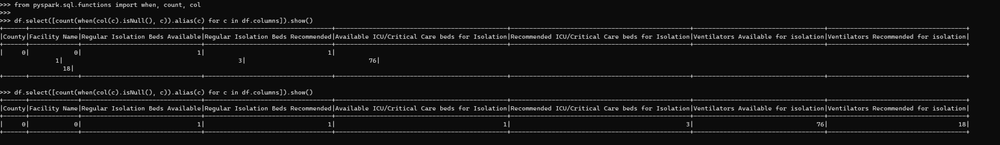 >>> from pyspark.sql.functions import when, count, col
>>>
>>> df.select([count(when(col(c).isNull(), c)).alias(c) for c in df.columns]).show()
+------+-------------+-------------------------------+---------------------------------+---------------------------------------------+-----------------------------------------------+----------------------------------+------------------------------------+
|County|Facility Name|Regular Isolation Beds Available|Regular Isolation Beds Recommended|Available ICU/Critical Care beds for Isolation|Recommended ICU/Critical Care beds for Isolation|Ventilators Available for isolation|Ventilators Recommended for isolation|
+------+-------------+-------------------------------+---------------------------------+---------------------------------------------+-----------------------------------------------+----------------------------------+------------------------------------+
|     0|            0|                               1|                                 1|
              1|                                               3|                                 76|
                18|
+------+-------------+-------------------------------+---------------------------------+---------------------------------------------+-----------------------------------------------+----------------------------------+------------------------------------+
>>> df.select([count(when(col(c).isNull(), c)).alias(c) for c in df.columns]).show()
+------+-------------+-------------------------------+---------------------------------+---------------------------------------------+-----------------------------------------------+----------------------------------+------------------------------------+
|County|Facility Name|Regular Isolation Beds Available|Regular Isolation Beds Recommended|Available ICU/Critical Care beds for Isolation|Recommended ICU/Critical Care beds for Isolation|Ventilators Available for isolation|Ventilators Recommended for isolation|
+------+-------------+-------------------------------+---------------------------------+---------------------------------------------+-----------------------------------------------+----------------------------------+------------------------------------+
|     0|            0|                               1|                                 1|                                             1|                                               3|                                 76|                                   18|
+------+-------------+-------------------------------+---------------------------------+---------------------------------------------+-----------------------------------------------+----------------------------------+------------------------------------+